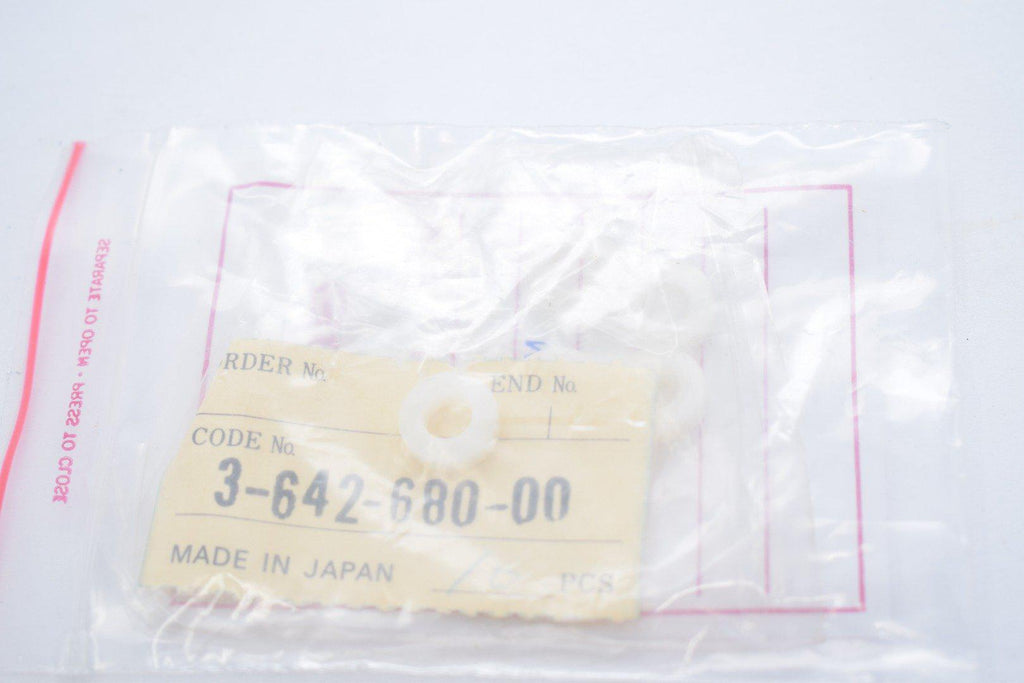 SEPARATE TO OPEN • PRESS TO CLOSE
RDER No. END No.
CODE No.
3-642-680-00
MADE IN JAPAN PCS